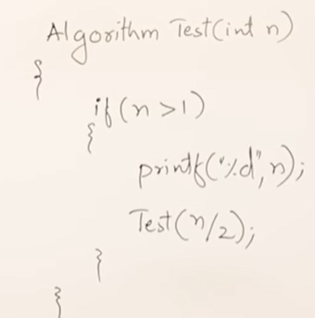 Algorithm Test(int n)
{
if(n>1)
{
printf("%d",n);
Test(n/2);
}
}